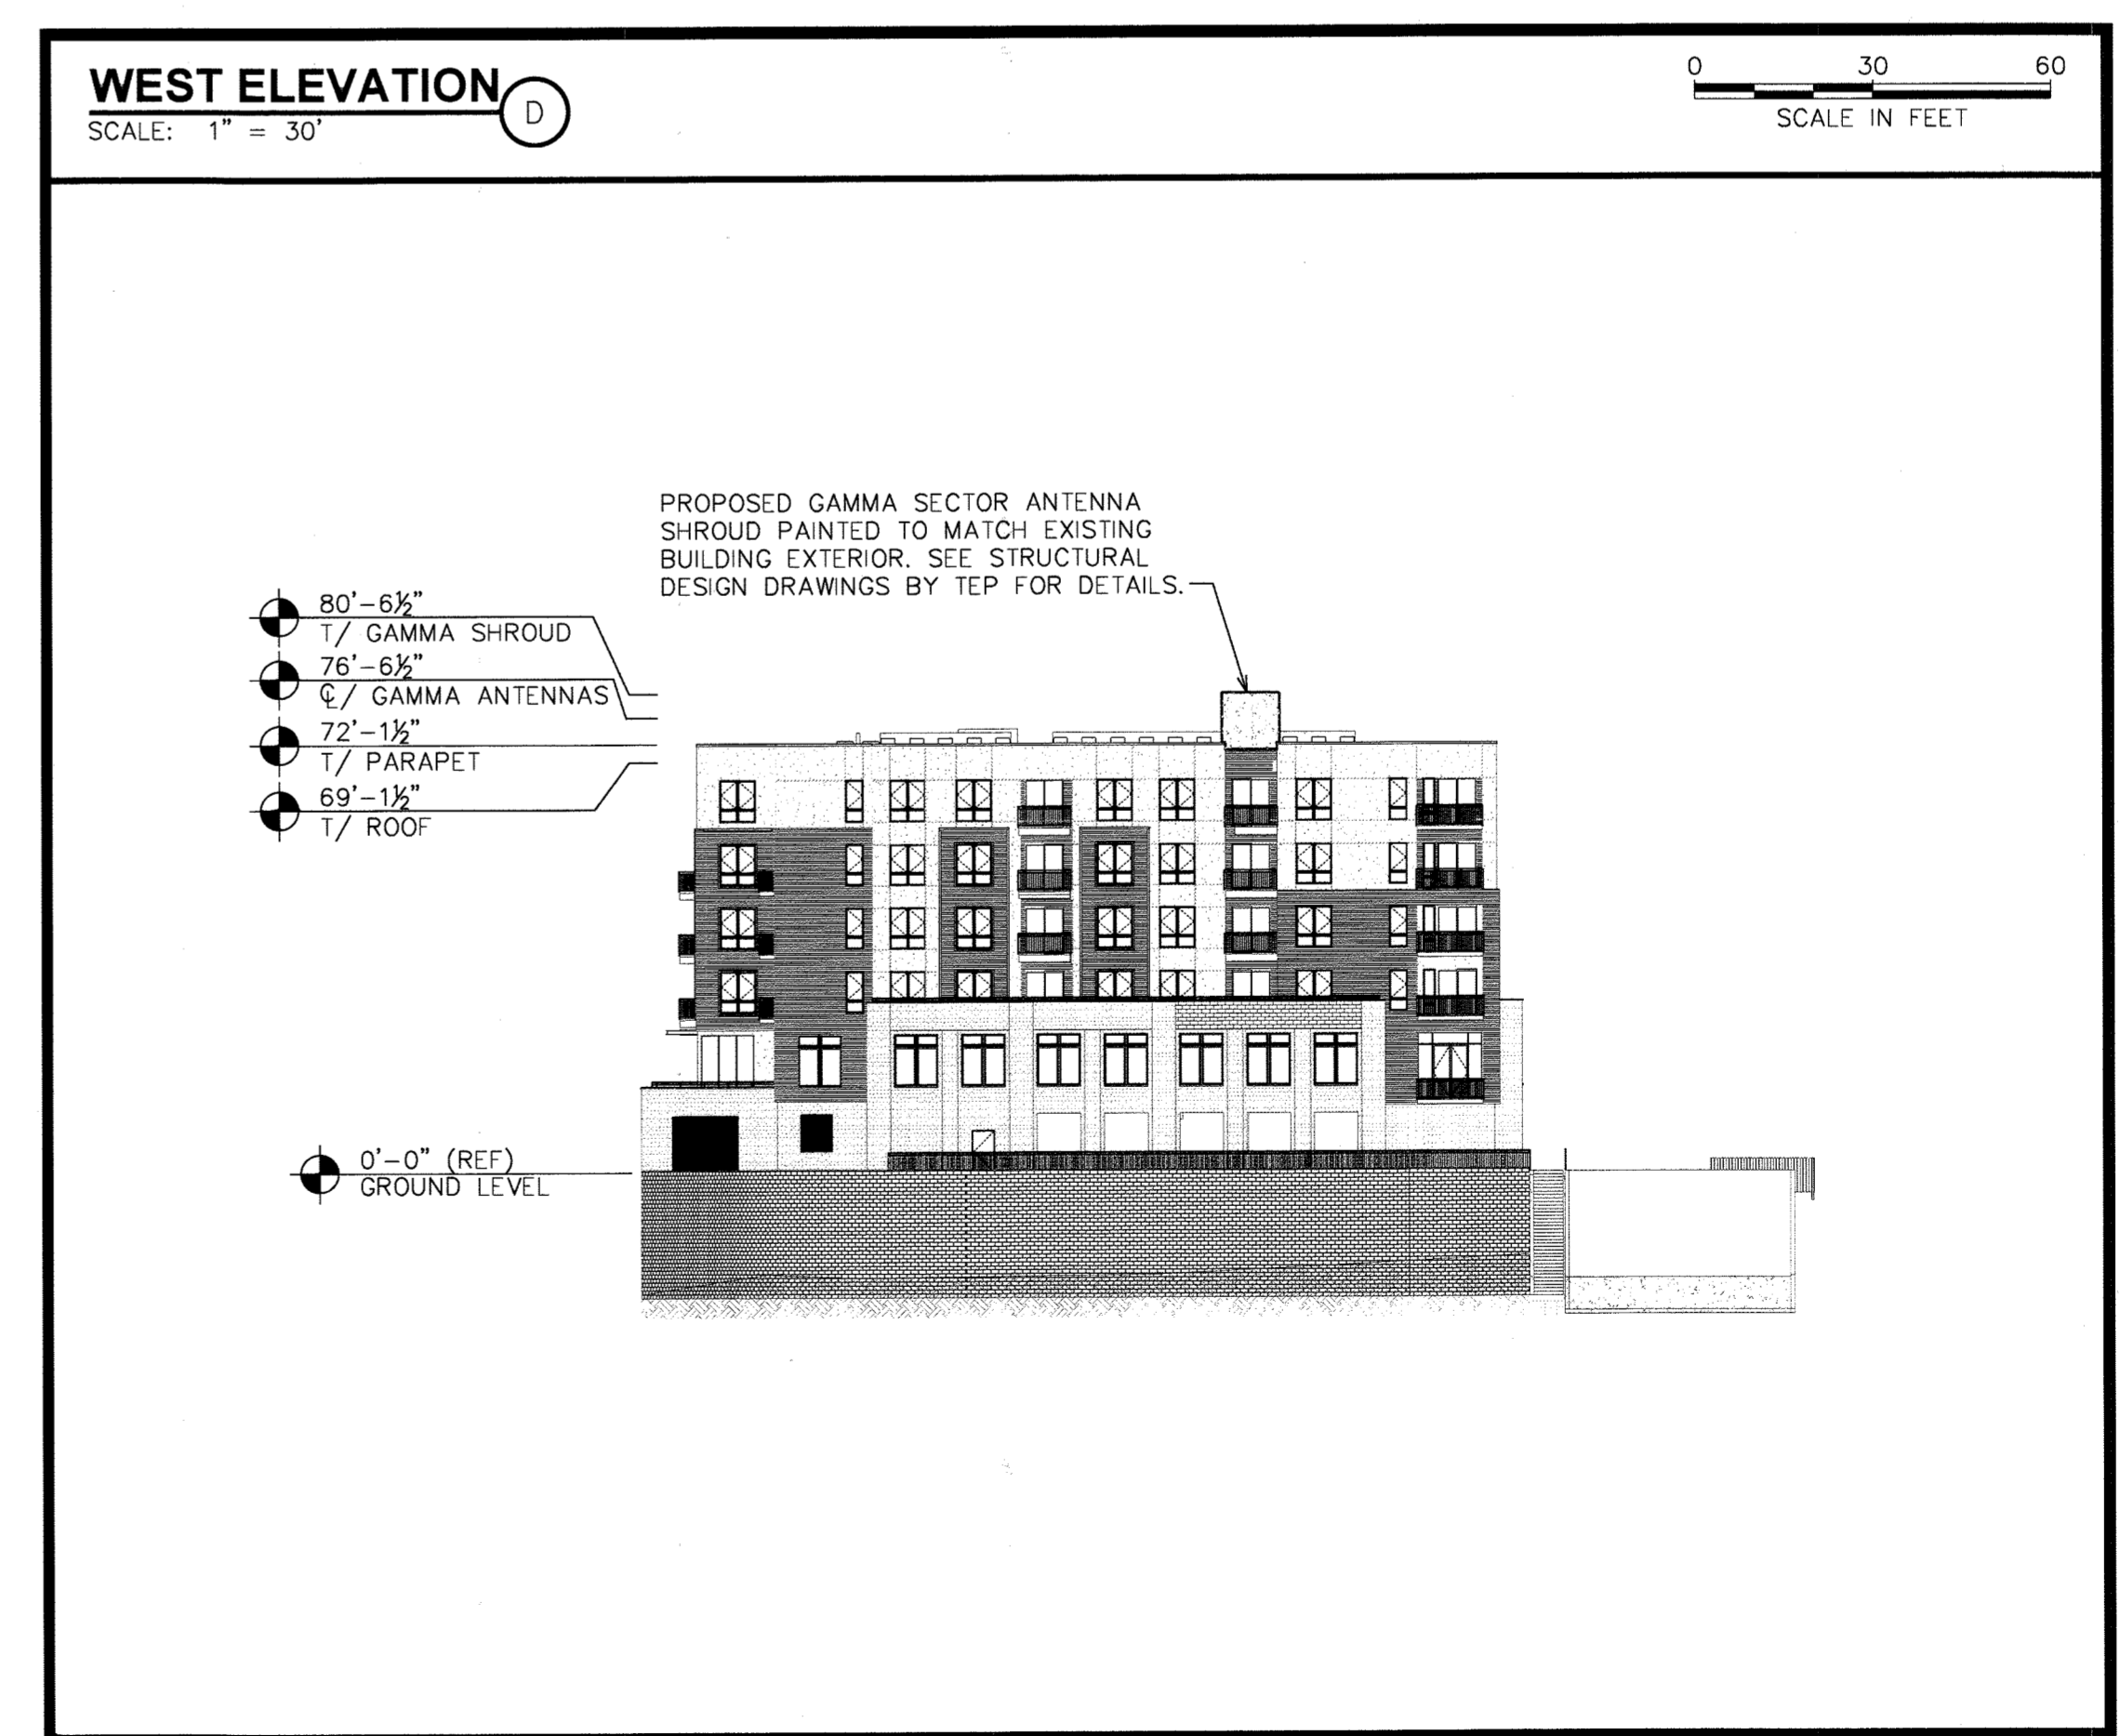 WEST ELEVATION
D
SCALE: 1" = 30'
0 30 60
SCALE IN FEET
PROPOSED GAMMA SECTOR ANTENNA
SHROUD PAINTED TO MATCH EXISTING
BUILDING EXTERIOR. SEE STRUCTURAL
DESIGN DRAWINGS BY TEP FOR DETAILS.
80'-6½"
T/ GAMMA SHROUD
76'-6½"
℄/ GAMMA ANTENNAS
72'-1½"
T/ PARAPET
69'-1½"
T/ ROOF
0'-0" (REF)
GROUND LEVEL